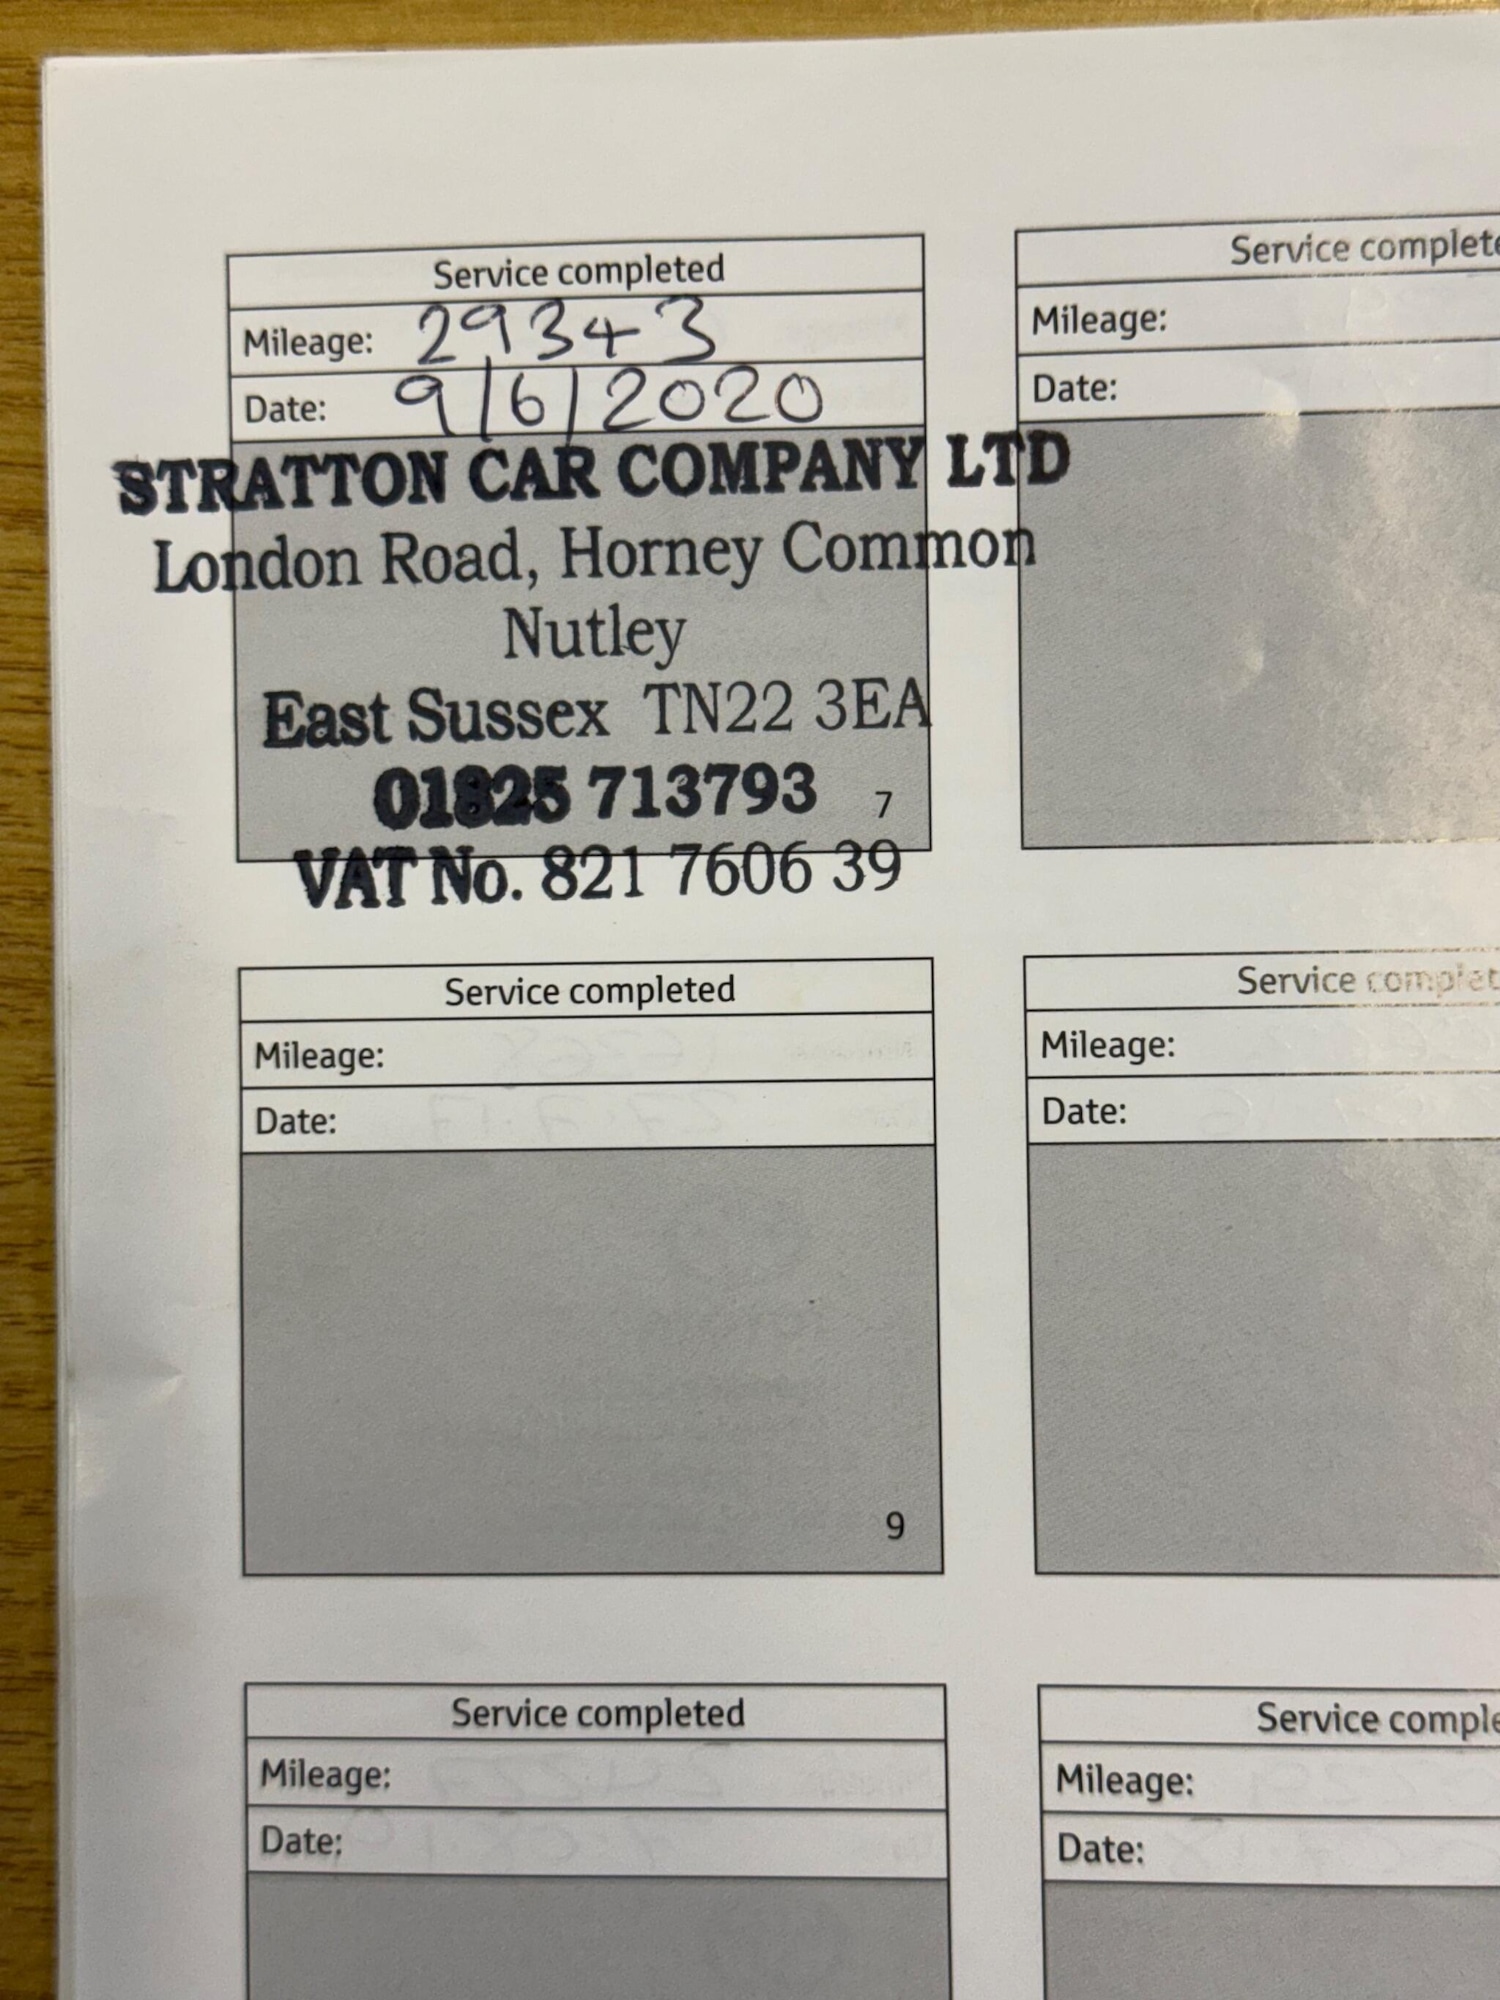 Service completed
Mileage: 29343
Date: 9/6/2020
STRATTON CAR COMPANY LTD
London Road, Horney Common
Nutley
East Sussex TN22 3EA
01825 713793
7
VAT No. 821 7606 39
Service complete
Mileage:
Date:
Service completed
Mileage:
Date:
9
Service complet
Mileage:
Date:
Service completed
Mileage:
Date:
Service comple
Mileage:
Date: